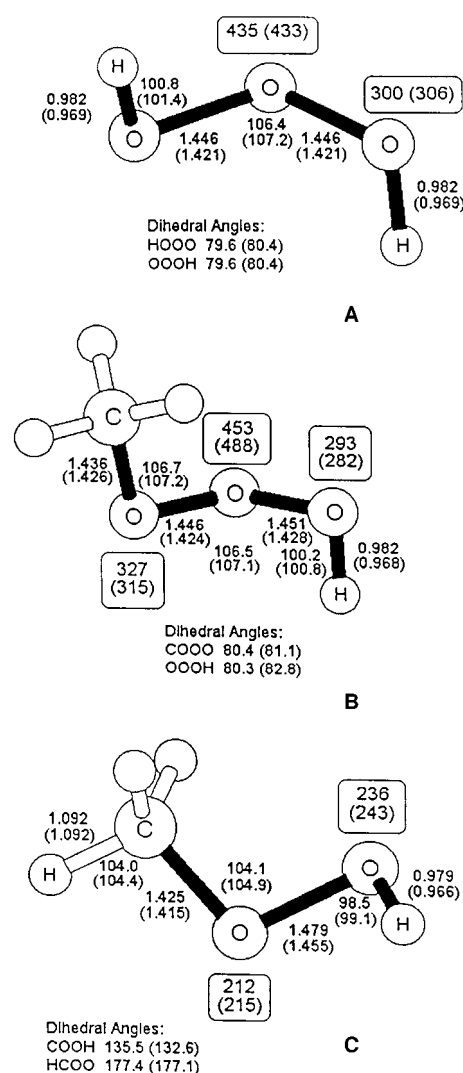 435 (433)
H
O
300 (306)
100.8
(101.4)
0.982
(0.969)
O
106.4
(107.2)
O
1.446
(1.421)
1.446
(1.421)
0.982
(0.969)
H
Dihedral Angles:
HOOO 79.6 (80.4)
OOOH 79.6 (80.4)
A
C
453
(488)
293
(282)
1.436
(1.426)
106.7
(107.2)
O
O
O
1.446
(1.424)
1.451
(1.428)
106.5
(107.1)
100.2
(100.8)
0.982
(0.968)
327
(315)
H
Dihedral Angles:
COOO 80.4 (81.1)
OOOH 80.3 (82.8)
B
236
(243)
1.092
(1.092)
C
H
104.0
(104.4)
104.1
(104.9)
O
0.979
(0.966)
1.425
(1.415)
98.5
(99.1)
H
O
1.479
(1.455)
212
(215)
Dihedral Angles:
COOH 135.5 (132.6)
HCOO 177.4 (177.1)
C